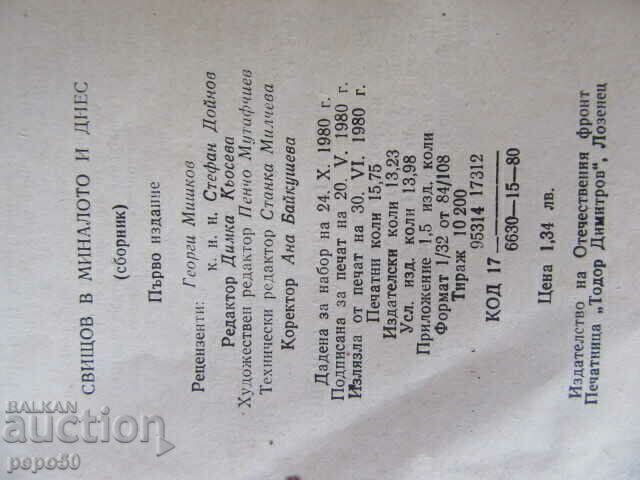 СВИЩОВ В МИНАЛОТО И ДНЕС
(сборник)
Първо издание
Рецензенти: Георги Мишков
к. и. н. Стефан Дойнов
Редактор Димка Кьосева
Художествен редактор Пенчо Мутафчиев
Технически редактор Станка Милчева
Коректор Ана Байкушева
Дадена за набор на 24. X. 1980 г.
Подписана за печат на 20. V. 1980 г.
Излязла от печат на 30. VI. 1980 г.
Печатни коли 15,75
Издателски коли 13,23
Усл. изд. коли 13,98
Приложение 1,5 изд. коли
Формат 1/32 от 84/108
Тираж 10 200
КОД 17 95314 17312
6630—15—80
Цена 1,34 лв.
Издателство на Отечествения фронт
Печатница „Тодор Димитров", Лозенец
BALKAN
auction
papo50